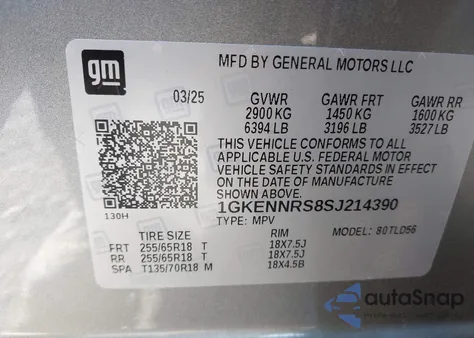 gm
MFD BY GENERAL MOTORS LLC
03/25 GVWR GAWR FRT GAWR RR
2900 KG 1450 KG 1600 KG
6394 LB 3196 LB 3527 LB
THIS VEHICLE CONFORMS TO ALL
APPLICABLE U.S. FEDERAL MOTOR
VEHICLE SAFETY STANDARDS IN EFFECT
ON THE DATE OF MANUFACTURE
SHOWN ABOVE.
1GKENNRS8SJ214390
130H
TYPE: MPV MODEL: 80TLD56
TIRE SIZE RIM
FRT 255/65R18 T 18X7.5J
RR 255/65R18 T 18X7.5J
SPA T135/70R18 M 18X4.5B
autoSnap